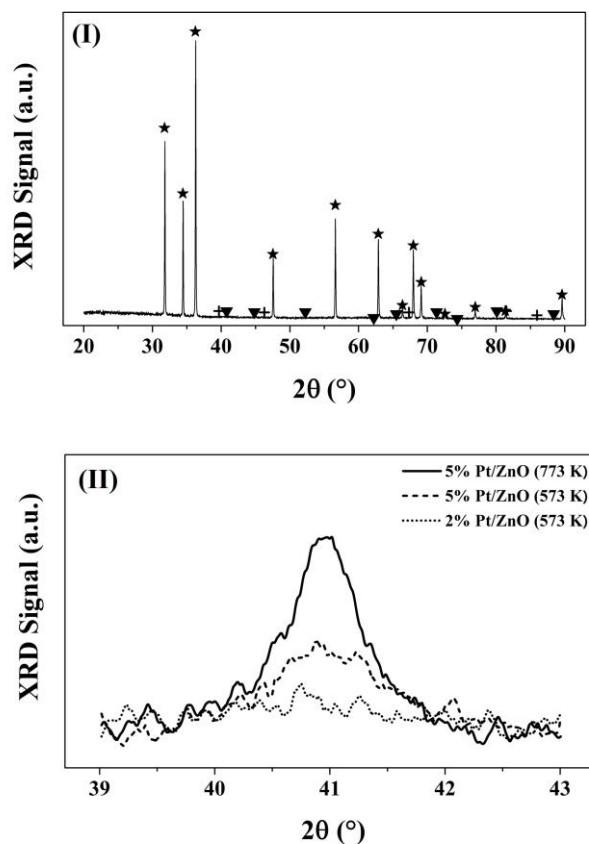 (I)
XRD Signal (a.u.)
20 30 40 50 60 70 80 90
2θ (°)
(II)
5% Pt/ZnO (773 K)
5% Pt/ZnO (573 K)
2% Pt/ZnO (573 K)
XRD Signal (a.u.)
39 40 41 42 43
2θ (°)